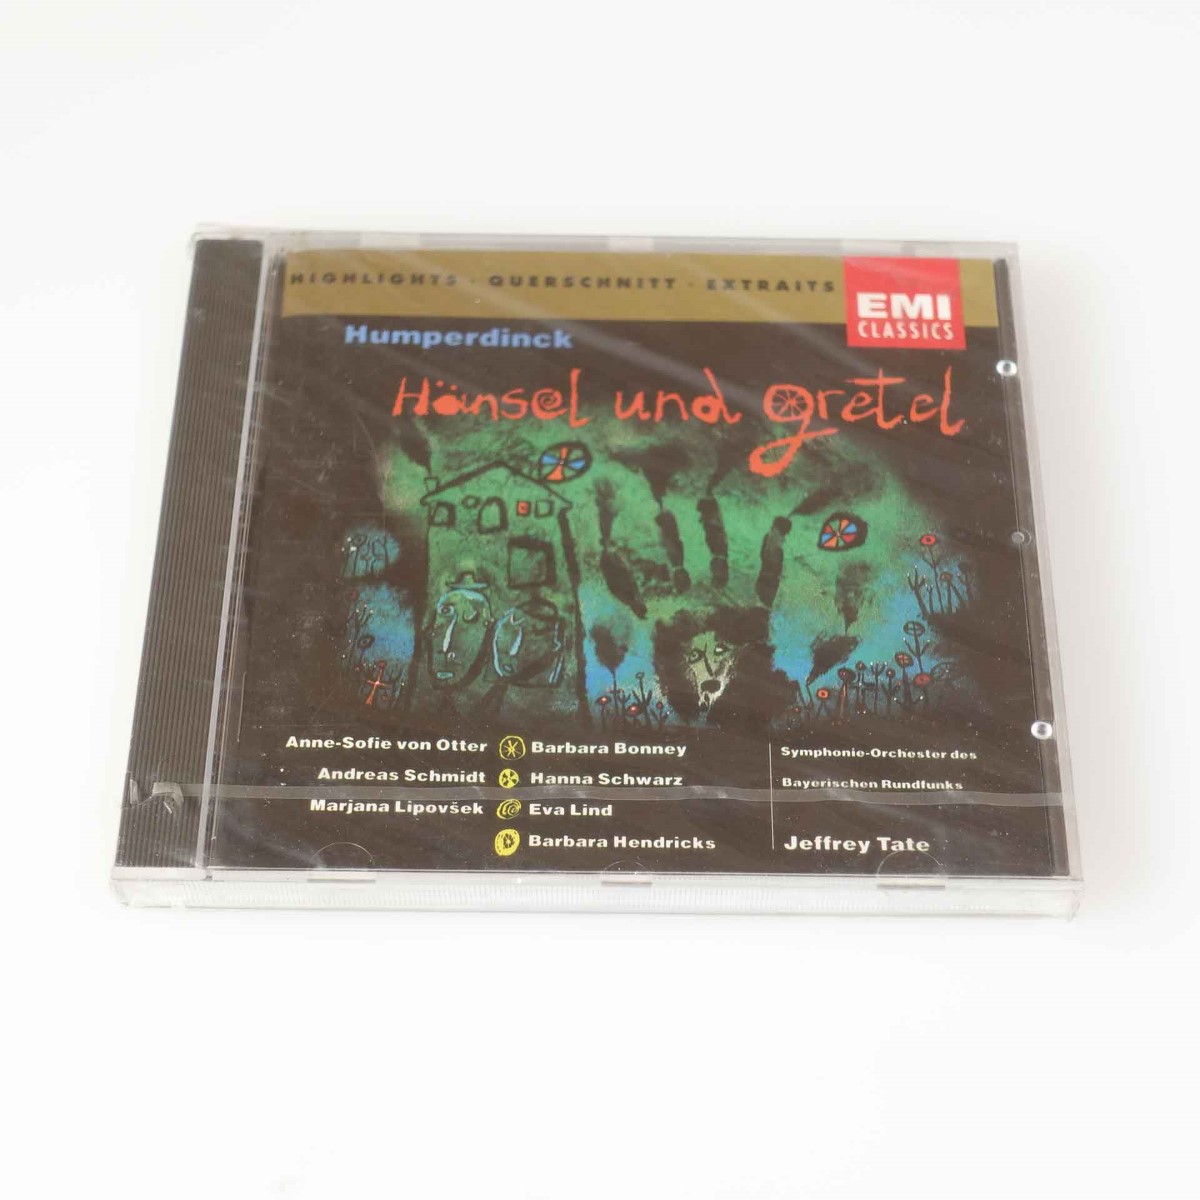 HIGHLIGHTS · QUERSCHNITT · EXTRAITS
EMI
CLASSICS
Humperdinck
Hänsel und gretel
Anne-Sofie von Otter Barbara Bonney
Andreas Schmidt Hanna Schwarz
Marjana Lipovšek Eva Lind
Barbara Hendricks
Symphonie-Orchester des
Bayerischen Rundfunks
Jeffrey Tate